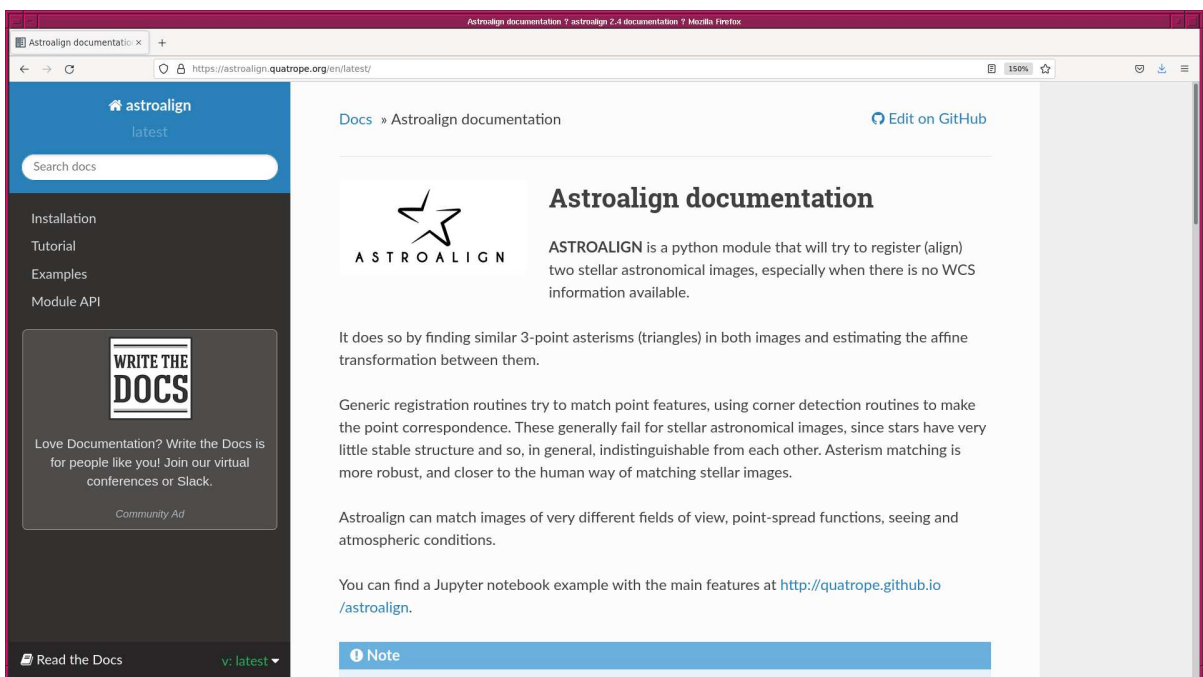 Astroalign documentation ? astroalign 2.4 documentation ? Mozilla Firefox
Astroalign documentation
https://astroalign.quatrope.org/en/latest/
150%
astroalign
latest
Search docs
Installation
Tutorial
Examples
Module API
WRITE THE
DOCS
Love Documentation? Write the Docs is
for people like you! Join our virtual
conferences or Slack.
Community Ad
Read the Docs
v: latest
Docs » Astroalign documentation
Edit on GitHub
ASTROALIGN
Astroalign documentation
ASTROALIGN is a python module that will try to register (align)
two stellar astronomical images, especially when there is no WCS
information available.
It does so by finding similar 3-point asterisms (triangles) in both images and estimating the affine
transformation between them.
Generic registration routines try to match point features, using corner detection routines to make
the point correspondence. These generally fail for stellar astronomical images, since stars have very
little stable structure and so, in general, indistinguishable from each other. Asterism matching is
more robust, and closer to the human way of matching stellar images.
Astroalign can match images of very different fields of view, point-spread functions, seeing and
atmospheric conditions.
You can find a Jupyter notebook example with the main features at http://quatrope.github.io
/astroalign.
Note